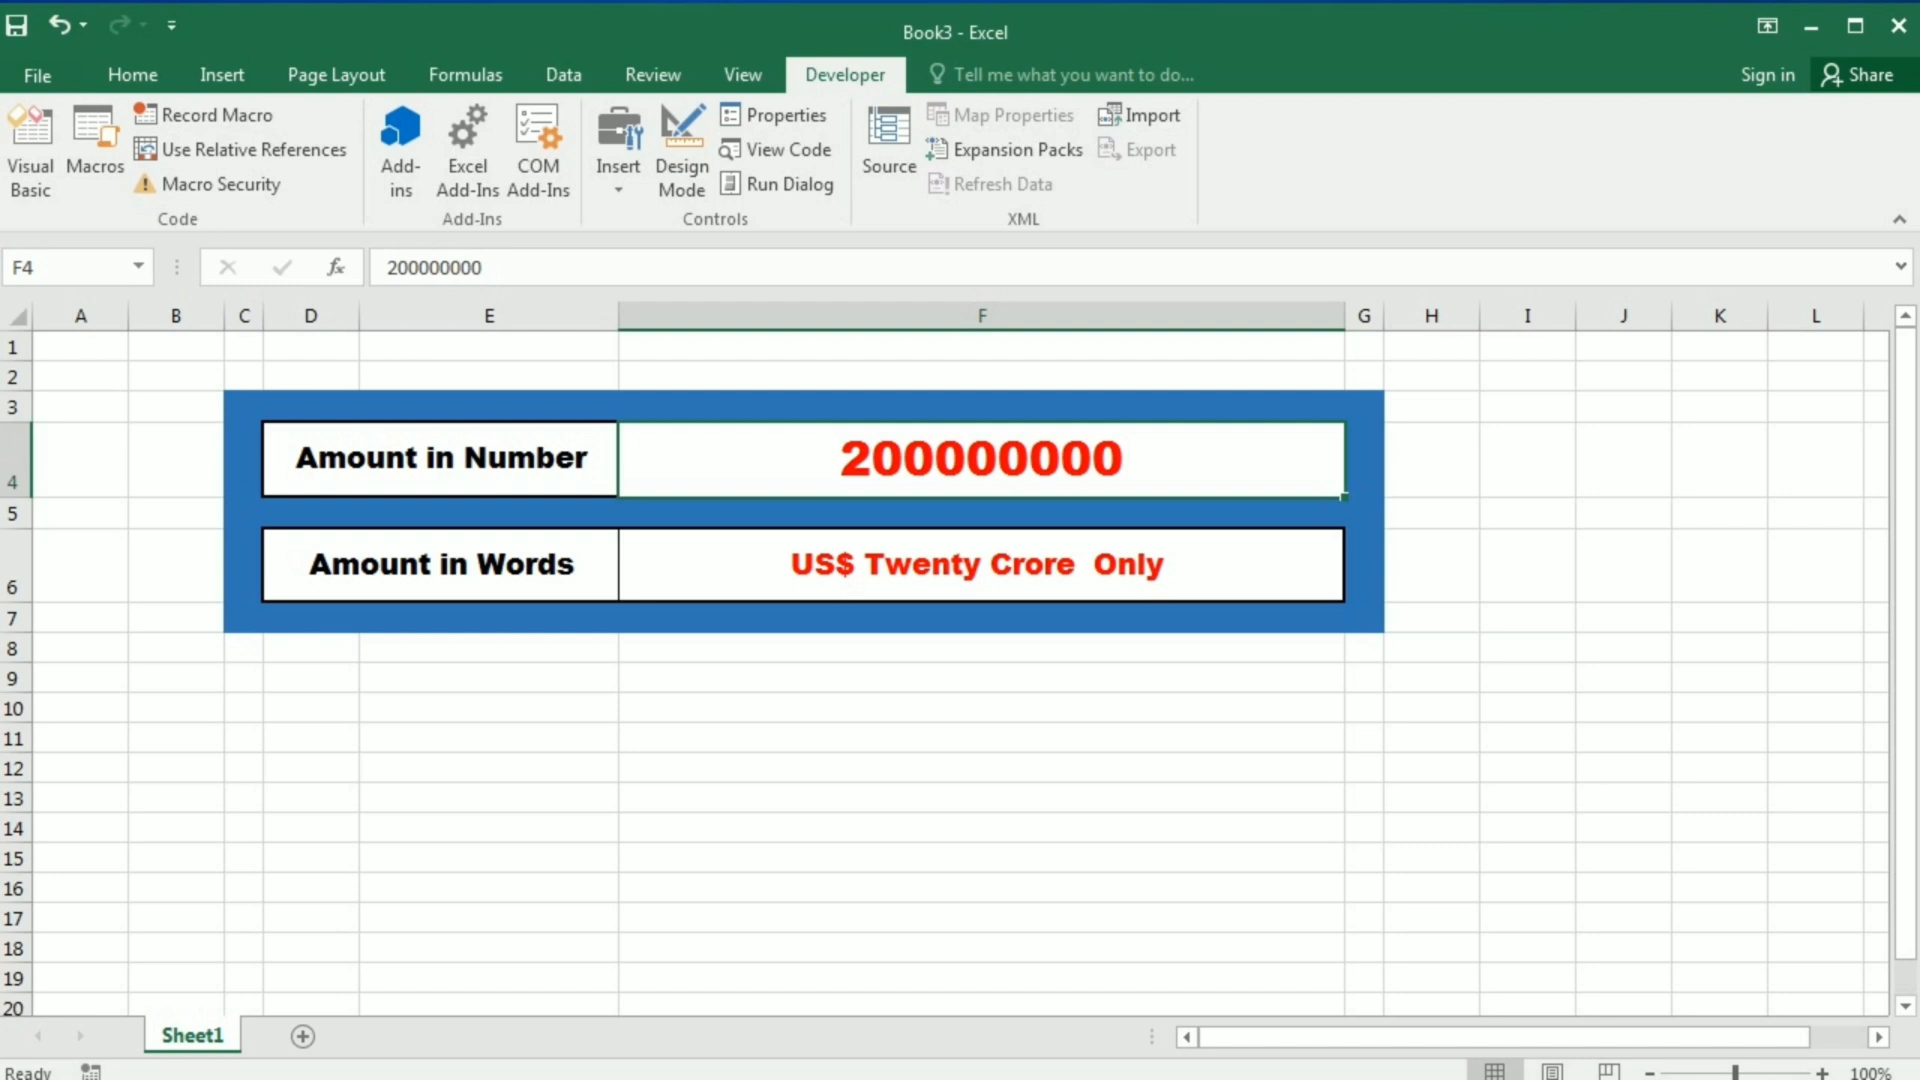 Book3 - Excel
File Home Insert Page Layout Formulas Data Review View Developer Tell me what you want to do... Sign in Share
Visual Basic
Macros
Record Macro
Use Relative References
Macro Security
Code
Add-ins
Excel Add-Ins
COM Add-Ins
Add-Ins
Insert
Design Mode
Properties
View Code
Run Dialog
Controls
Source
Map Properties
Expansion Packs
Refresh Data
Import
Export
XML
F4 fx 200000000
A B C D E F G H I J K L
1
2
3
4 Amount in Number 200000000
5
6 Amount in Words US$ Twenty Crore  Only
7
8
9
10
11
12
13
14
15
16
17
18
19
20
Sheet1
Ready 100%